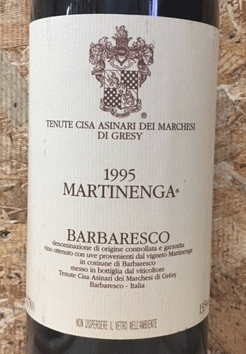 TENUTE CISA ASINARI DEI MARCHESI
DI GRESY
1995
MARTINENGA®
BARBARESCO
denominazione di origine controllata e garantita
vino ottenuto con uve provenienti dal vigneto Martinenga
in comune di Barbaresco
messo in bottiglia dal viticoltore
Tenute Cisa Asinari dei Marchesi di Grésy
Barbaresco - Italia
NON DISPERDERE IL VETRO NELL'AMBIENTE